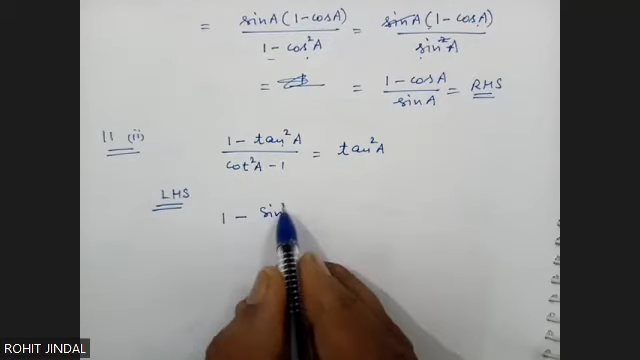 = sinA(1-cosA) / 1-cos²A = sinA(1-cosA) / sin²A
= = 1-cosA / sinA = RHS
11 (ii) 1-tan²A / cot²A-1 = tan²A
LHS
1 - sin
ROHIT JINDAL